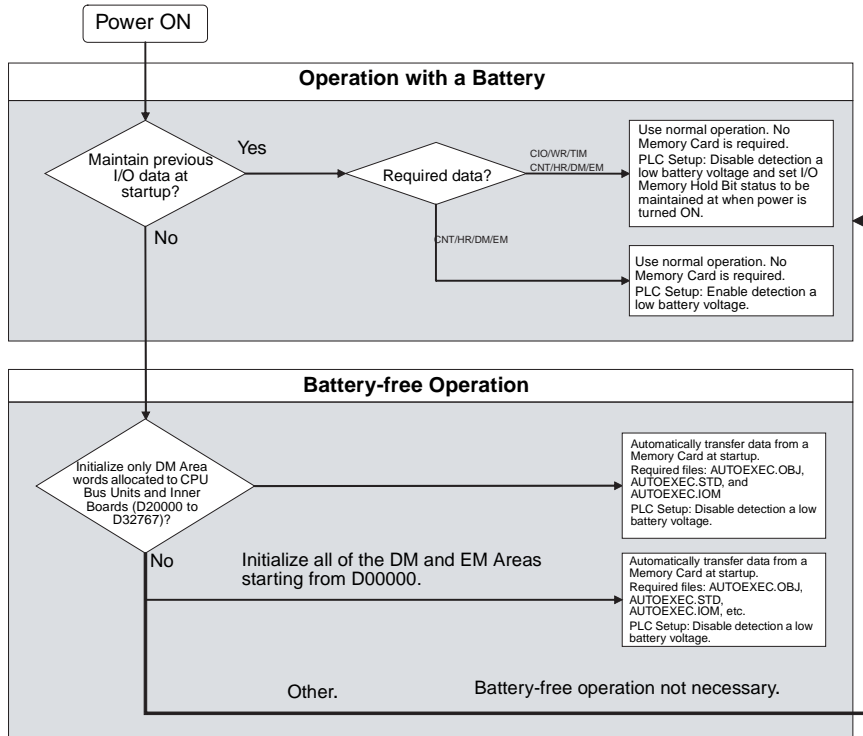 Power ON
Operation with a Battery
Maintain previous
I/O data at
startup?
Yes
No
Required data?
CIO/WR/TIM
CNT/HR/DM/EM
CNT/HR/DM/EM
Use normal operation. No
Memory Card is required.
PLC Setup: Disable detection a
low battery voltage and set I/O
Memory Hold Bit status to be
maintained at when power is
turned ON.
Use normal operation. No
Memory Card is required.
PLC Setup: Enable detection a
low battery voltage.
Battery-free Operation
Initialize only DM Area
words allocated to CPU
Bus Units and Inner
Boards (D20000 to
D32767)?
Automatically transfer data from a
Memory Card at startup.
Required files: AUTOEXEC.OBJ,
AUTOEXEC.STD, and
AUTOEXEC.IOM
PLC Setup: Disable detection a low
battery voltage.
No
Initialize all of the DM and EM Areas
starting from D00000.
Automatically transfer data from a
Memory Card at startup.
Required files: AUTOEXEC.OBJ,
AUTOEXEC.STD,
AUTOEXEC.IOM, etc.
PLC Setup: Disable detection a low
battery voltage.
Other.
Battery-free operation not necessary.